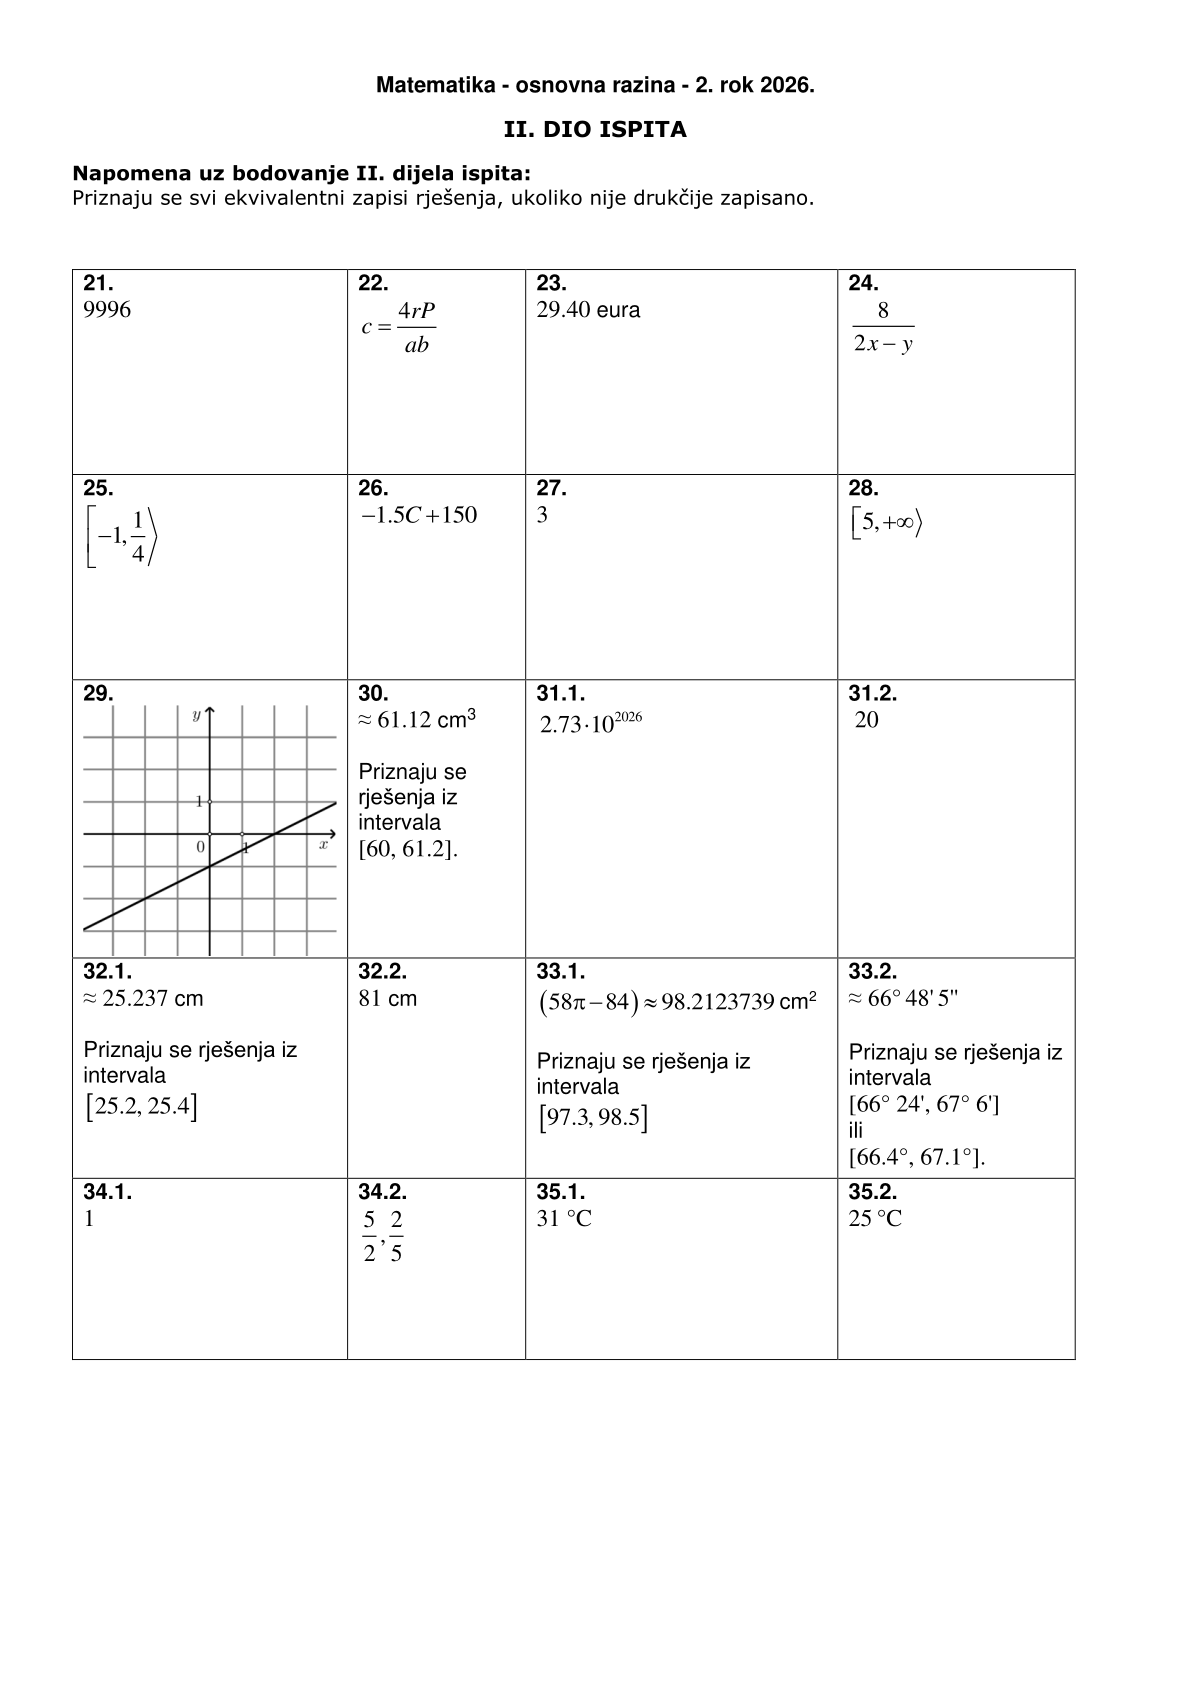 Matematika - osnovna razina - 2. rok 2026.
II. DIO ISPITA
Napomena uz bodovanje II. dijela ispita:
Priznaju se svi ekvivalentni zapisi rješenja, ukoliko nije drukčije zapisano.
21.
9996
22.
c = 4rP/ab
23.
29.40 eura
24.
8/(2x − y)
25.
[−1, 1/4⟩
26.
−1.5C + 150
27.
3
28.
[5, +∞⟩
29.
y
1
0
1
x
30.
≈ 61.12 cm³
Priznaju se
rješenja iz
intervala
[60, 61.2].
31.1.
2.73·10²⁰²⁶
31.2.
20
32.1.
≈ 25.237 cm
Priznaju se rješenja iz
intervala
[25.2, 25.4]
32.2.
81 cm
33.1.
(58π − 84) ≈ 98.2123739 cm²
Priznaju se rješenja iz
intervala
[97.3, 98.5]
33.2.
≈ 66° 48' 5"
Priznaju se rješenja iz
intervala
[66° 24', 67° 6']
ili
[66.4°, 67.1°].
34.1.
1
34.2.
5/2, 2/5
35.1.
31 °C
35.2.
25 °C